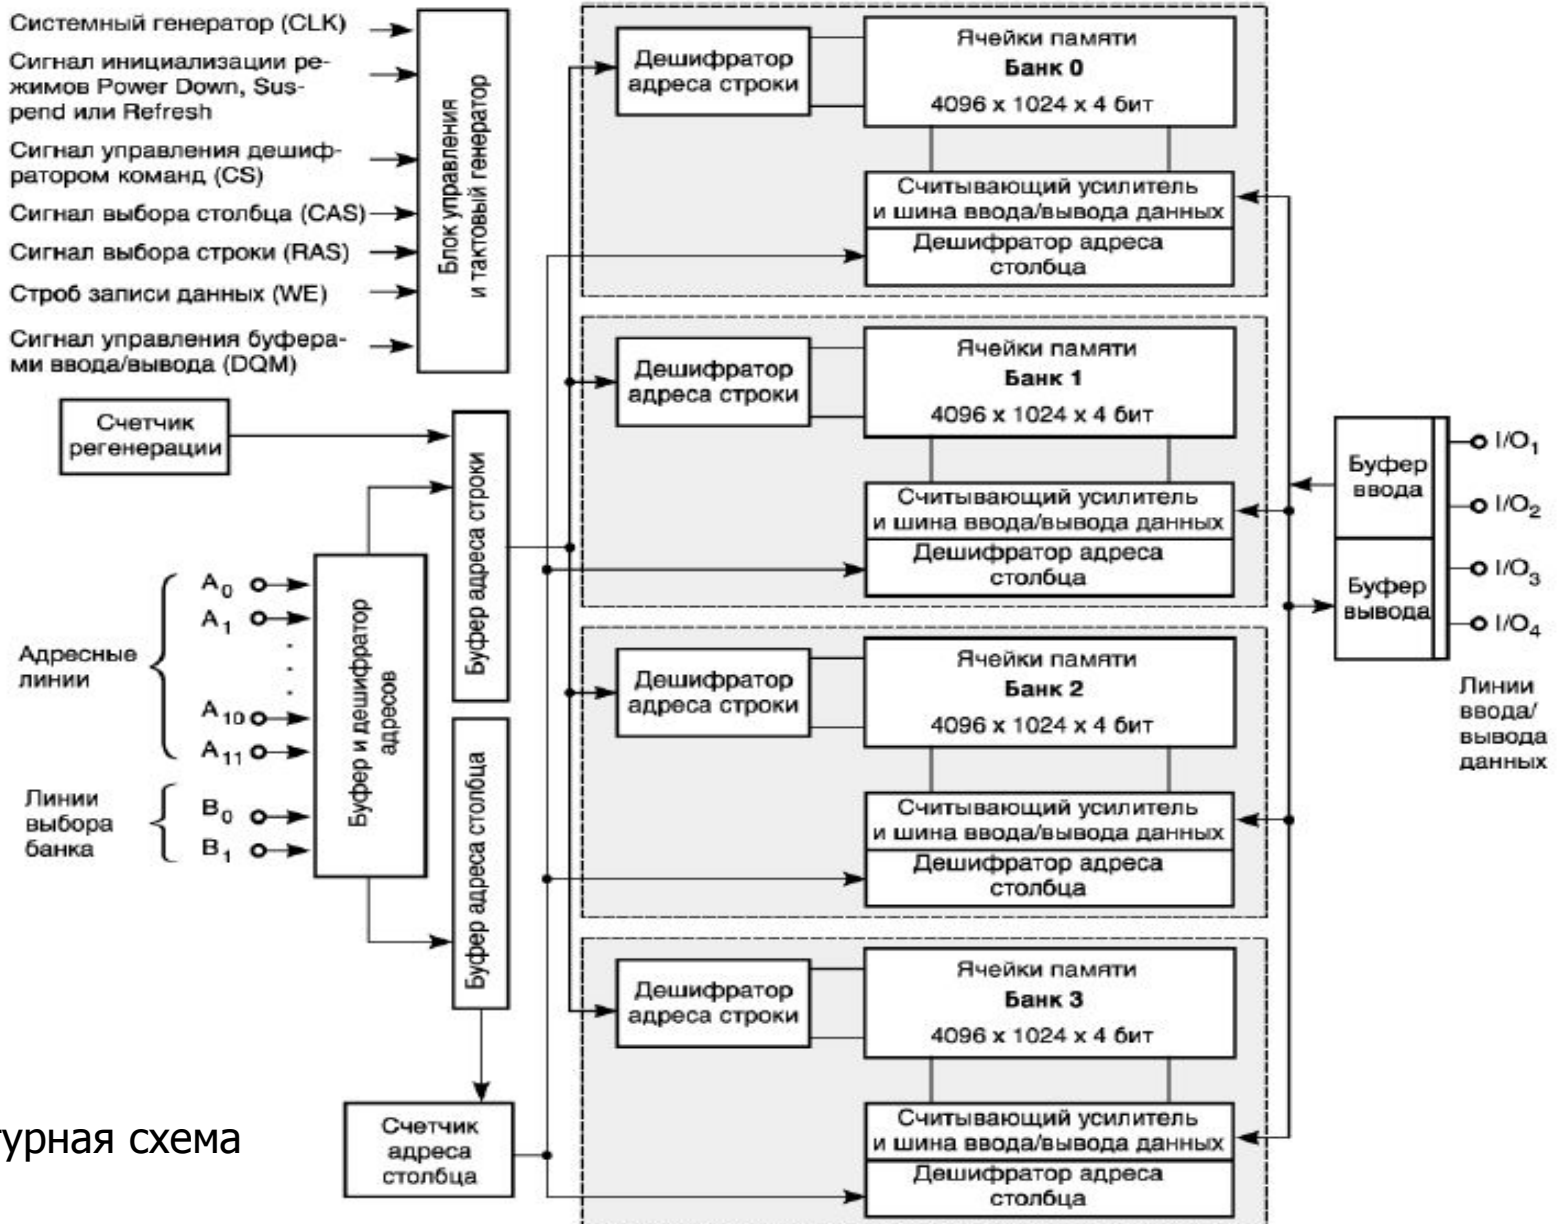 Системный генератор (CLK)
Сигнал инициализации ре-
жимов Power Down, Sus-
pend или Refresh
Сигнал управления дешиф-
ратором команд (CS)
Сигнал выбора столбца (CAS)
Сигнал выбора строки (RAS)
Строб записи данных (WE)
Сигнал управления буфера-
ми ввода/вывода (DQM)
Блок управления
и тактовый генератор
Счетчик
регенерации
Адресные
линии
A0
A1
A10
A11
Линии
выбора
банка
B0
B1
Буфер и дешифратор
адресов
Буфер адреса строки
Буфер адреса столбца
Счетчик
адреса
столбца
Дешифратор
адреса строки
Ячейки памяти
Банк 0
4096 x 1024 x 4 бит
Считывающий усилитель
и шина ввода/вывода данных
Дешифратор адреса
столбца
Дешифратор
адреса строки
Ячейки памяти
Банк 1
4096 x 1024 x 4 бит
Считывающий усилитель
и шина ввода/вывода данных
Дешифратор адреса
столбца
Дешифратор
адреса строки
Ячейки памяти
Банк 2
4096 x 1024 x 4 бит
Считывающий усилитель
и шина ввода/вывода данных
Дешифратор адреса
столбца
Дешифратор
адреса строки
Ячейки памяти
Банк 3
4096 x 1024 x 4 бит
Считывающий усилитель
и шина ввода/вывода данных
Дешифратор адреса
столбца
Буфер
ввода
Буфер
вывода
I/O1
I/O2
I/O3
I/O4
Линии
ввода/
вывода
данных
турная схема